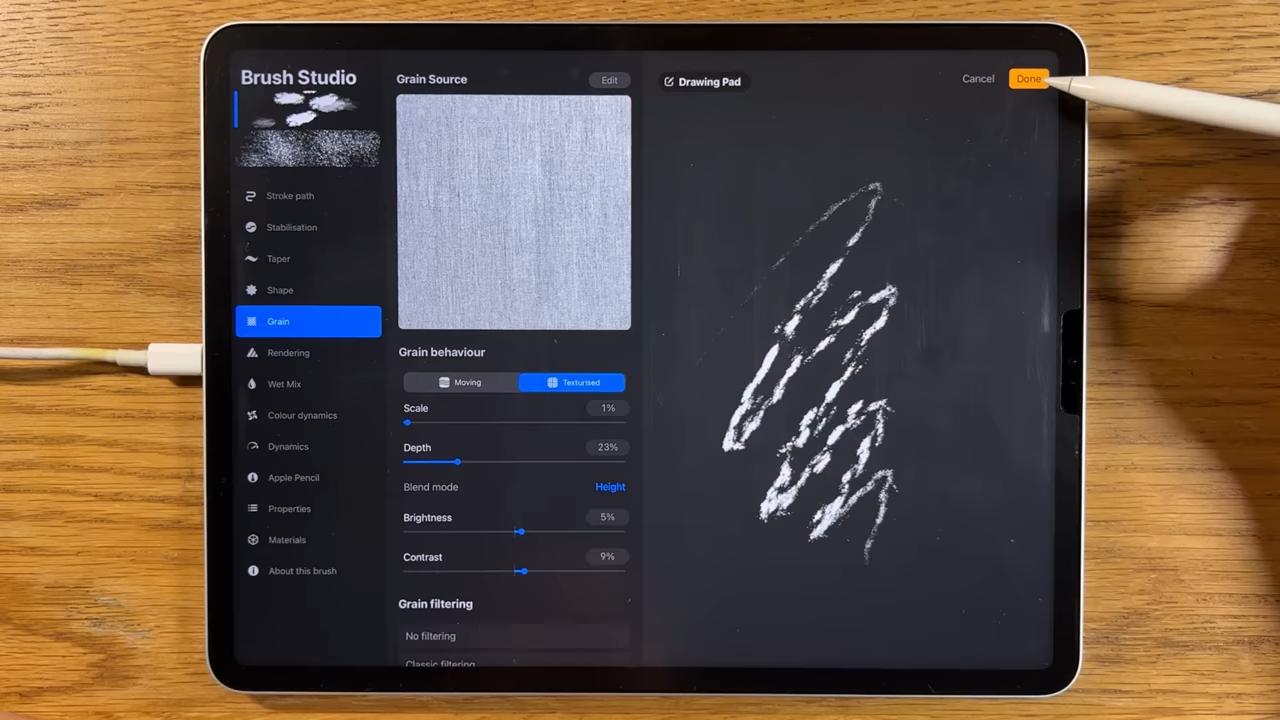 Brush Studio
Stroke path
Stabilisation
Taper
Shape
Grain
Rendering
Wet Mix
Colour dynamics
Dynamics
Apple Pencil
Properties
Materials
About this brush
Grain Source
Edit
Grain behaviour
Moving
Texturised
Scale
1%
Depth
23%
Blend mode
Height
Brightness
5%
Contrast
9%
Grain filtering
No filtering
Classic filtering
Drawing Pad
Cancel
Done